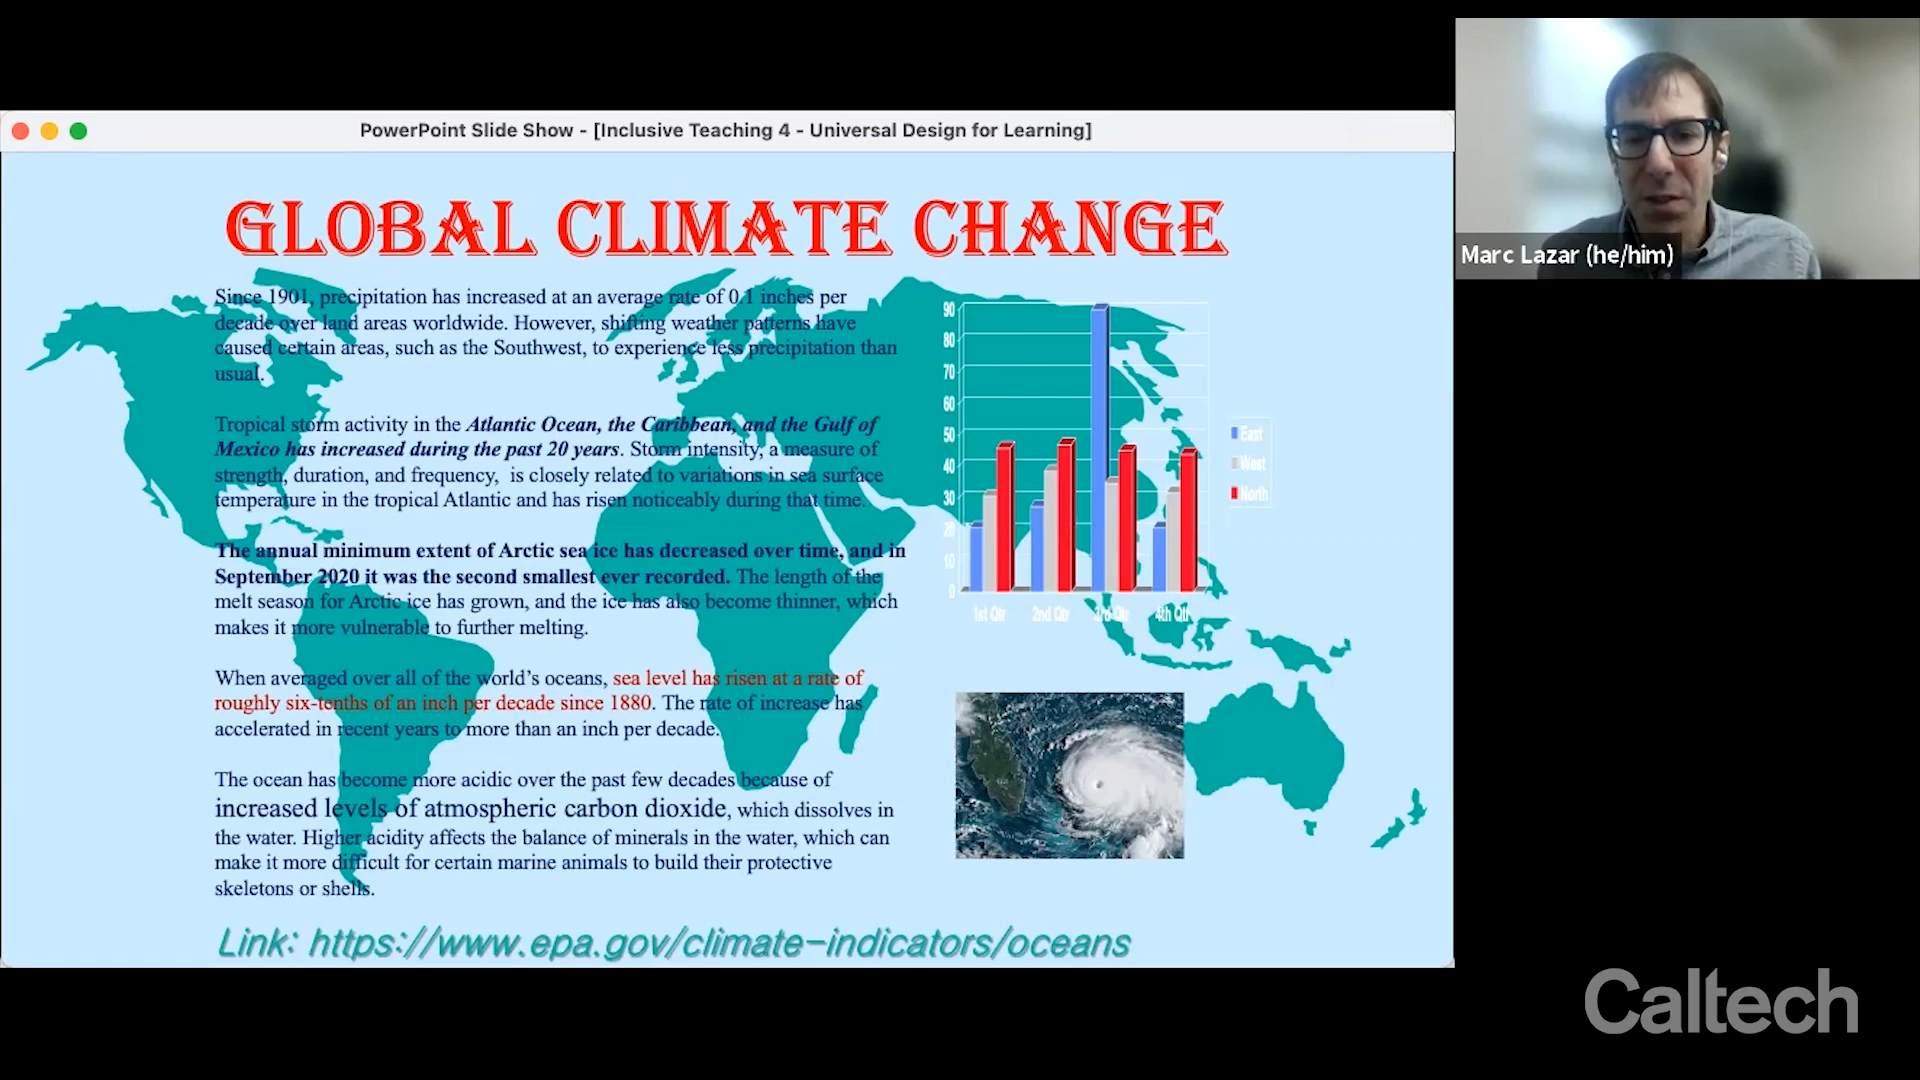 PowerPoint Slide Show - [Inclusive Teaching 4 - Universal Design for Learning]
GLOBAL CLIMATE CHANGE
Since 1901, precipitation has increased at an average rate of 0.1 inches per
decade over land areas worldwide. However, shifting weather patterns have
caused certain areas, such as the Southwest, to experience less precipitation than
usual.
Tropical storm activity in the Atlantic Ocean, the Caribbean, and the Gulf of
Mexico has increased during the past 20 years. Storm intensity, a measure of
strength, duration, and frequency, is closely related to variations in sea surface
temperature in the tropical Atlantic and has risen noticeably during that time.
The annual minimum extent of Arctic sea ice has decreased over time, and in
September 2020 it was the second smallest ever recorded. The length of the
melt season for Arctic ice has grown, and the ice has also become thinner, which
makes it more vulnerable to further melting.
When averaged over all of the world's oceans, sea level has risen at a rate of
roughly six-tenths of an inch per decade since 1880. The rate of increase has
accelerated in recent years to more than an inch per decade.
The ocean has become more acidic over the past few decades because of
increased levels of atmospheric carbon dioxide, which dissolves in
the water. Higher acidity affects the balance of minerals in the water, which can
make it more difficult for certain marine animals to build their protective
skeletons or shells.
Link: https://www.epa.gov/climate-indicators/oceans
90
80
70
60
50
40
30
20
10
0
1st Qtr 2nd Qtr 3rd Qtr 4th Qtr
East
West
North
Marc Lazar (he/him)
Caltech